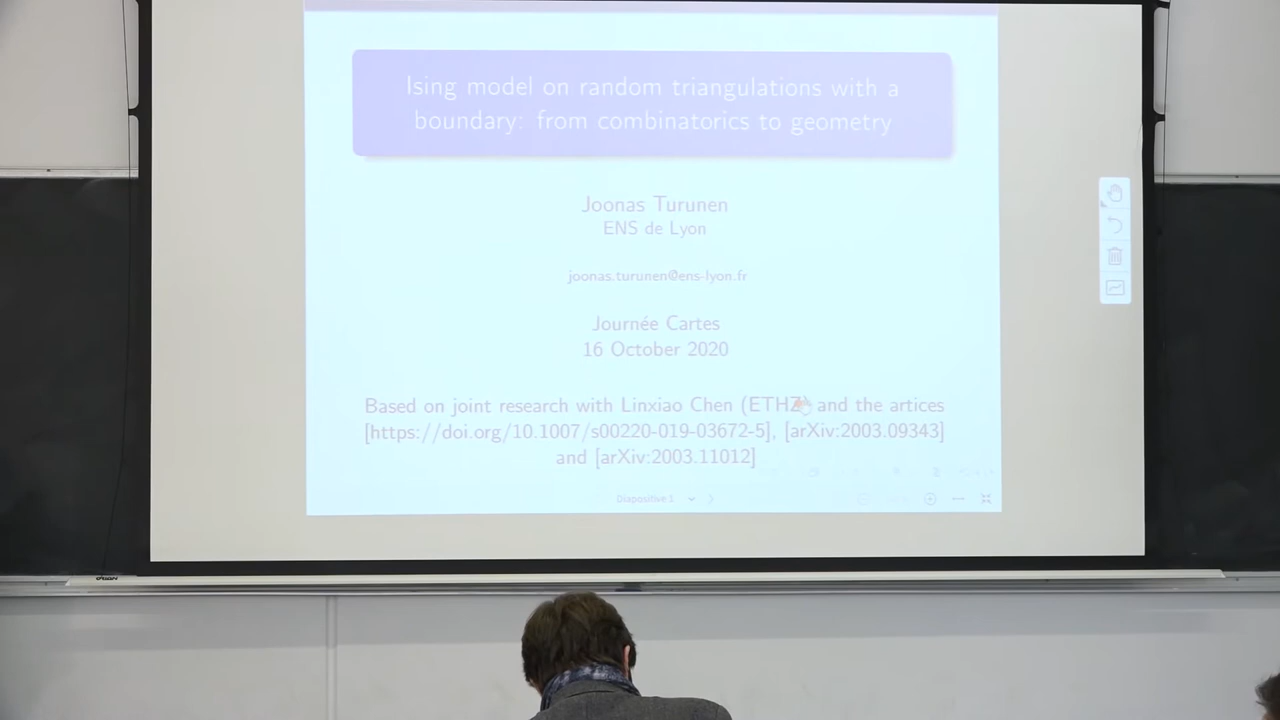 Ising model on random triangulations with a
boundary: from combinatorics to geometry
Joonas Turunen
ENS de Lyon
joonas.turunen@ens-lyon.fr
Journée Cartes
16 October 2020
Based on joint research with Linxiao Chen (ETHZ) and the artices
[https://doi.org/10.1007/s00220-019-03672-5], [arXiv:2003.09343]
and [arXiv:2003.11012]
Diapositive 1